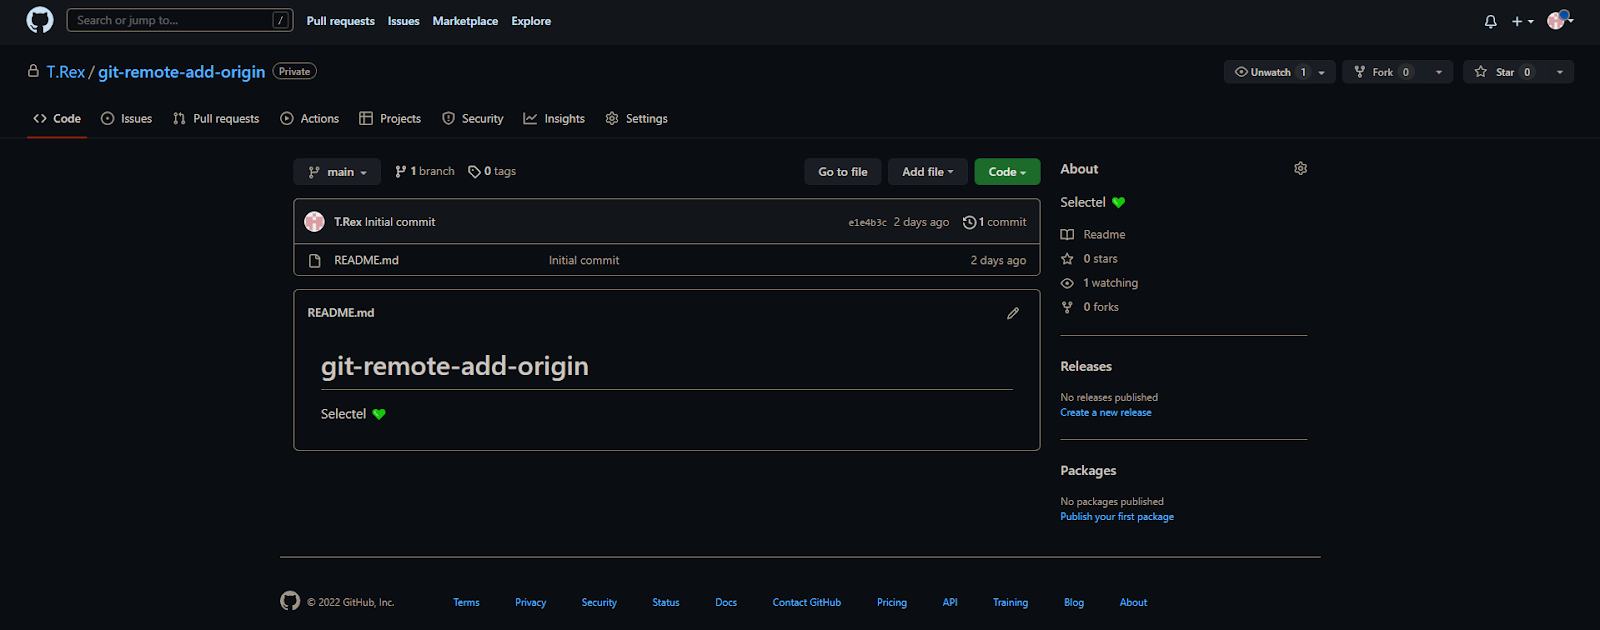 Search or jump to... / Pull requests Issues Marketplace Explore
T.Rex / git-remote-add-origin Private Unwatch 1 Fork 0 Star 0
Code Issues Pull requests Actions Projects Security Insights Settings
main 1 branch 0 tags Go to file Add file Code
T.Rex Initial commit e1e4b3c 2 days ago 1 commit
README.md Initial commit 2 days ago
README.md
git-remote-add-origin
Selectel 💚
About
Selectel 💚
Readme
0 stars
1 watching
0 forks
Releases
No releases published
Create a new release
Packages
No packages published
Publish your first package
© 2022 GitHub, Inc. Terms Privacy Security Status Docs Contact GitHub Pricing API Training Blog About